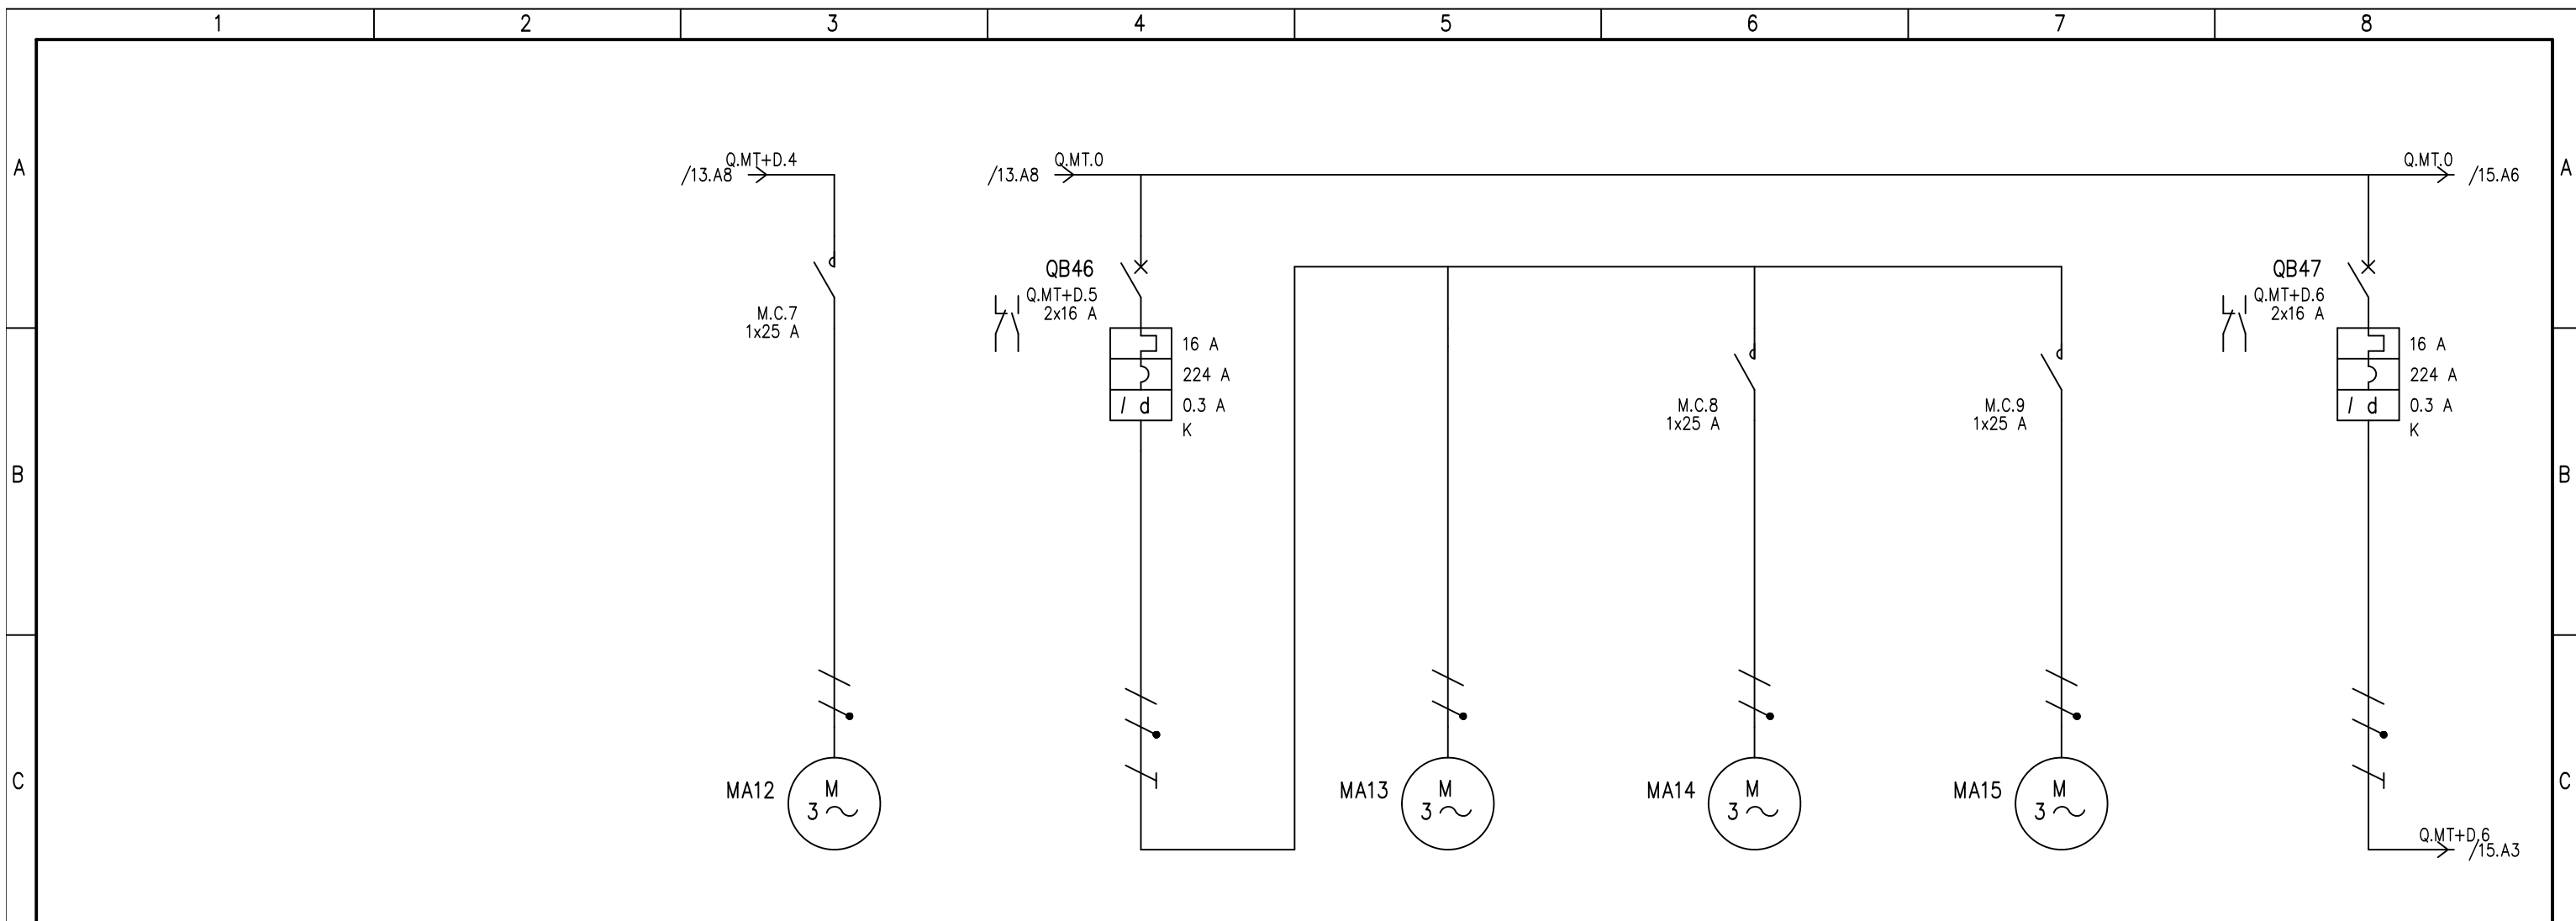 1 2 3 4 5 6 7 8
A A
Q.MT+D.4
/13.A8
Q.MT.0
/13.A8
Q.MT.0
/15.A6
QB46
Q.MT+D.5
2x16 A
QB47
Q.MT+D.6
2x16 A
M.C.7
1x25 A
16 A
224 A
I d 0.3 A
K
M.C.8
1x25 A
M.C.9
1x25 A
16 A
224 A
I d 0.3 A
K
B B
C C
MA12
M
3
MA13
M
3
MA14
M
3
MA15
M
3
Q.MT+D.6
/15.A3